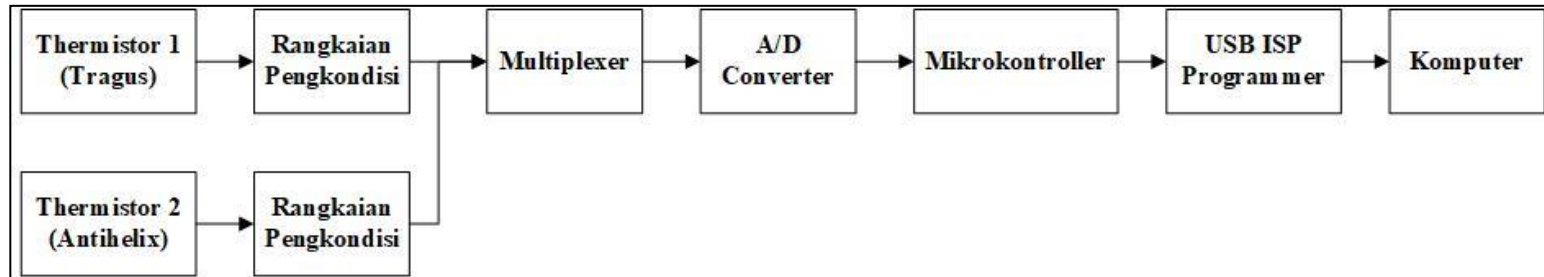 Thermistor 1
(Tragus)
Rangkaian
Pengkondisi
Multiplexer
A/D
Converter
Mikrokontroller
USB ISP
Programmer
Komputer
Thermistor 2
(Antihelix)
Rangkaian
Pengkondisi